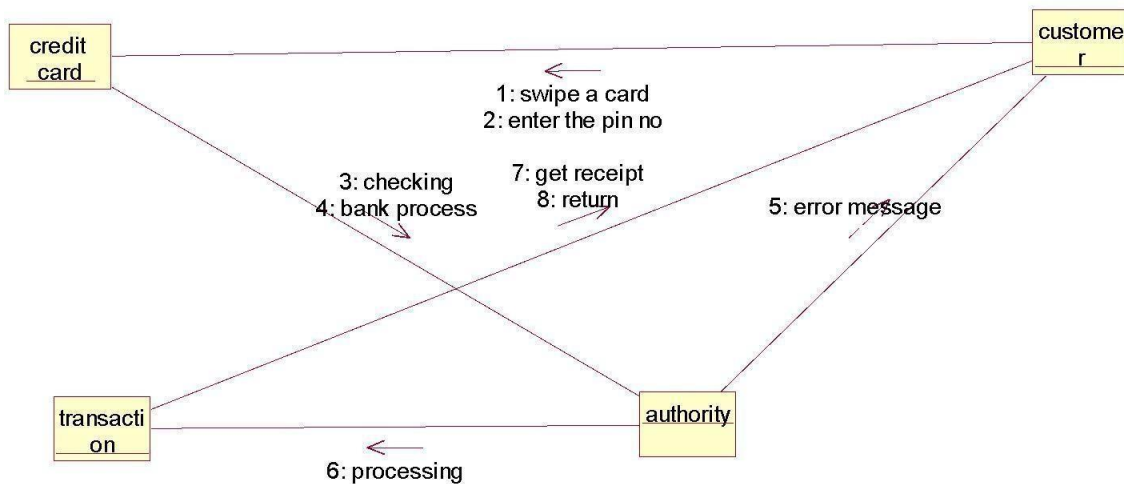 credit
card
custome
r
1: swipe a card
2: enter the pin no
3: checking
4: bank process
7: get receipt
8: return
5: error message
transacti
on
authority
6: processing